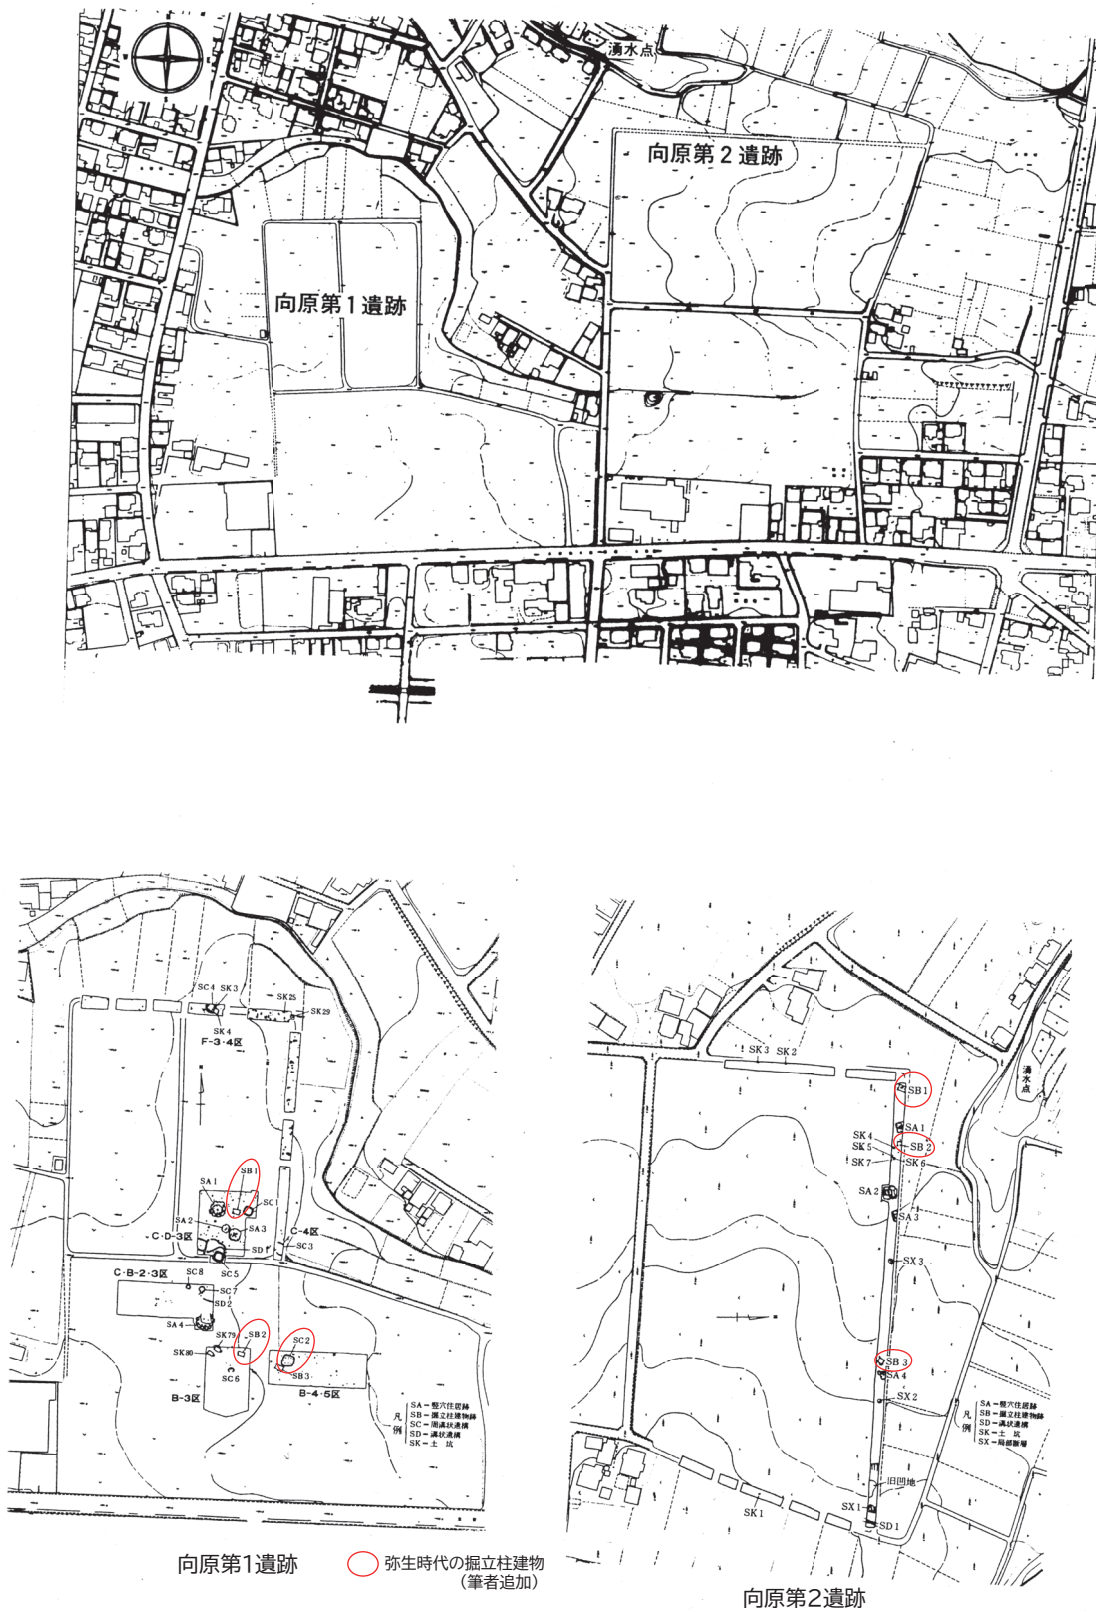 湧水点
向原第2遺跡
向原第1遺跡
SC4 SK3
SK25
SK29
SK4
F-3・4区
SB1
SA1
SC1
SA2
SA3
C-4区
C・D-3区
SD1
SC3
SC5
C・B-2・3区
SC8
SC7
SD2
SA4
SK79
SB2
SK80
SC2
SC6
SB3
B-3区
B-4・5区
凡例
SA－竪穴住居跡
SB－掘立柱建物跡
SC－周溝状遺構
SD－溝状遺構
SK－土坑
向原第1遺跡
弥生時代の掘立柱建物
（筆者追加）
SK3 SK2
湧水点
SB1
SA1
SK4
SB2
SK5
SK7
SK6
SA2
SA3
SX3
SB3
SA4
SX2
凡例
SA－竪穴住居跡
SB－掘立柱建物跡
SD－溝状遺構
SK－土坑
SX－局部断層
旧凹地
SX1
SK1
SD1
向原第2遺跡